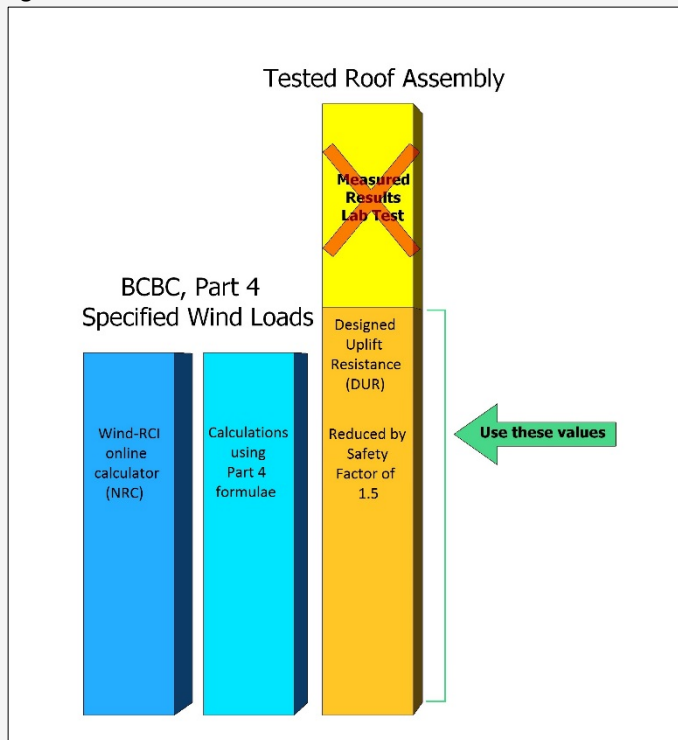 Tested Roof Assembly
Measured
Results
Lab Test
BCBC, Part 4
Specified Wind Loads
Designed
Uplift
Resistance
(DUR)
Reduced by
Safety
Factor of
1.5
Wind-RCI
online
calculator
(NRC)
Calculations
using
Part 4
formulae
Use these values